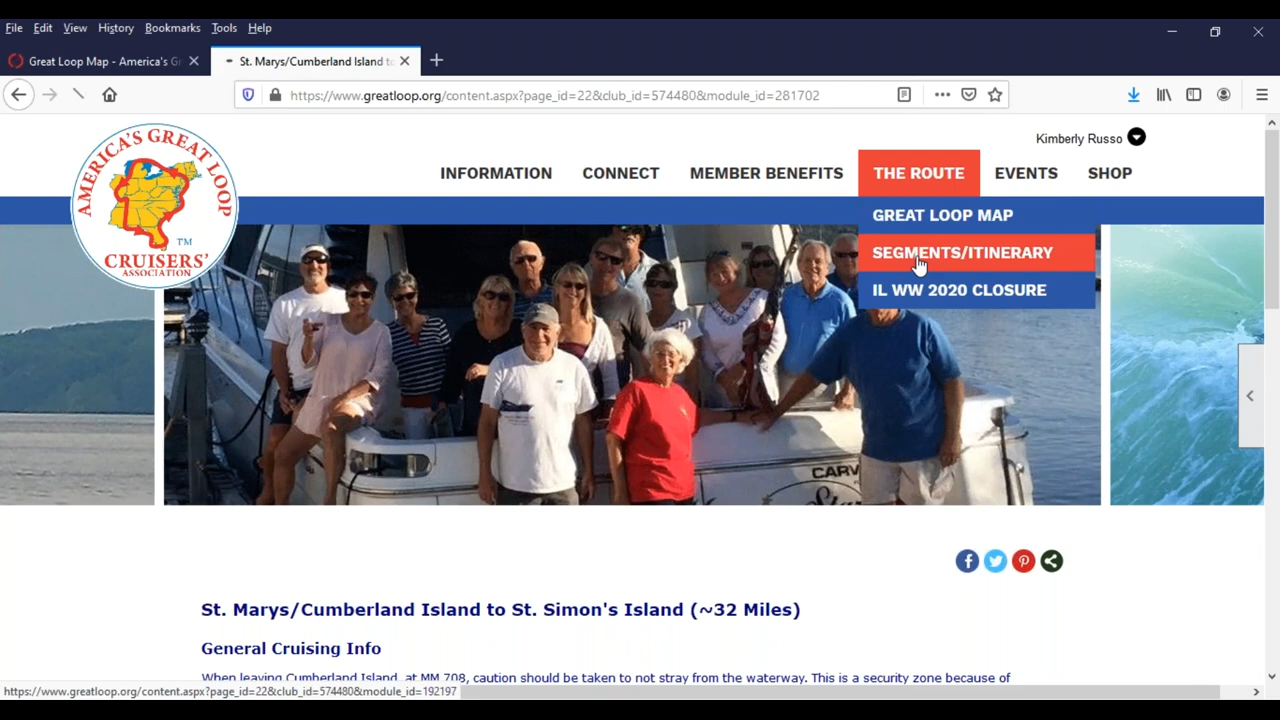 File Edit View History Bookmarks Tools Help
Great Loop Map - America's Gr
St. Marys/Cumberland Island to
https://www.greatloop.org/content.aspx?page_id=22&club_id=574480&module_id=281702
Kimberly Russo
AMERICA'S GREAT LOOP
TM
CRUISERS'
ASSOCIATION
INFORMATION CONNECT MEMBER BENEFITS THE ROUTE EVENTS SHOP
GREAT LOOP MAP
SEGMENTS/ITINERARY
IL WW 2020 CLOSURE
CARV
St. Marys/Cumberland Island to St. Simon's Island (~32 Miles)
General Cruising Info
When leaving Cumberland Island, at MM 708, caution should be taken to not stray from the waterway. This is a security zone because of
https://www.greatloop.org/content.aspx?page_id=22&club_id=574480&module_id=192197